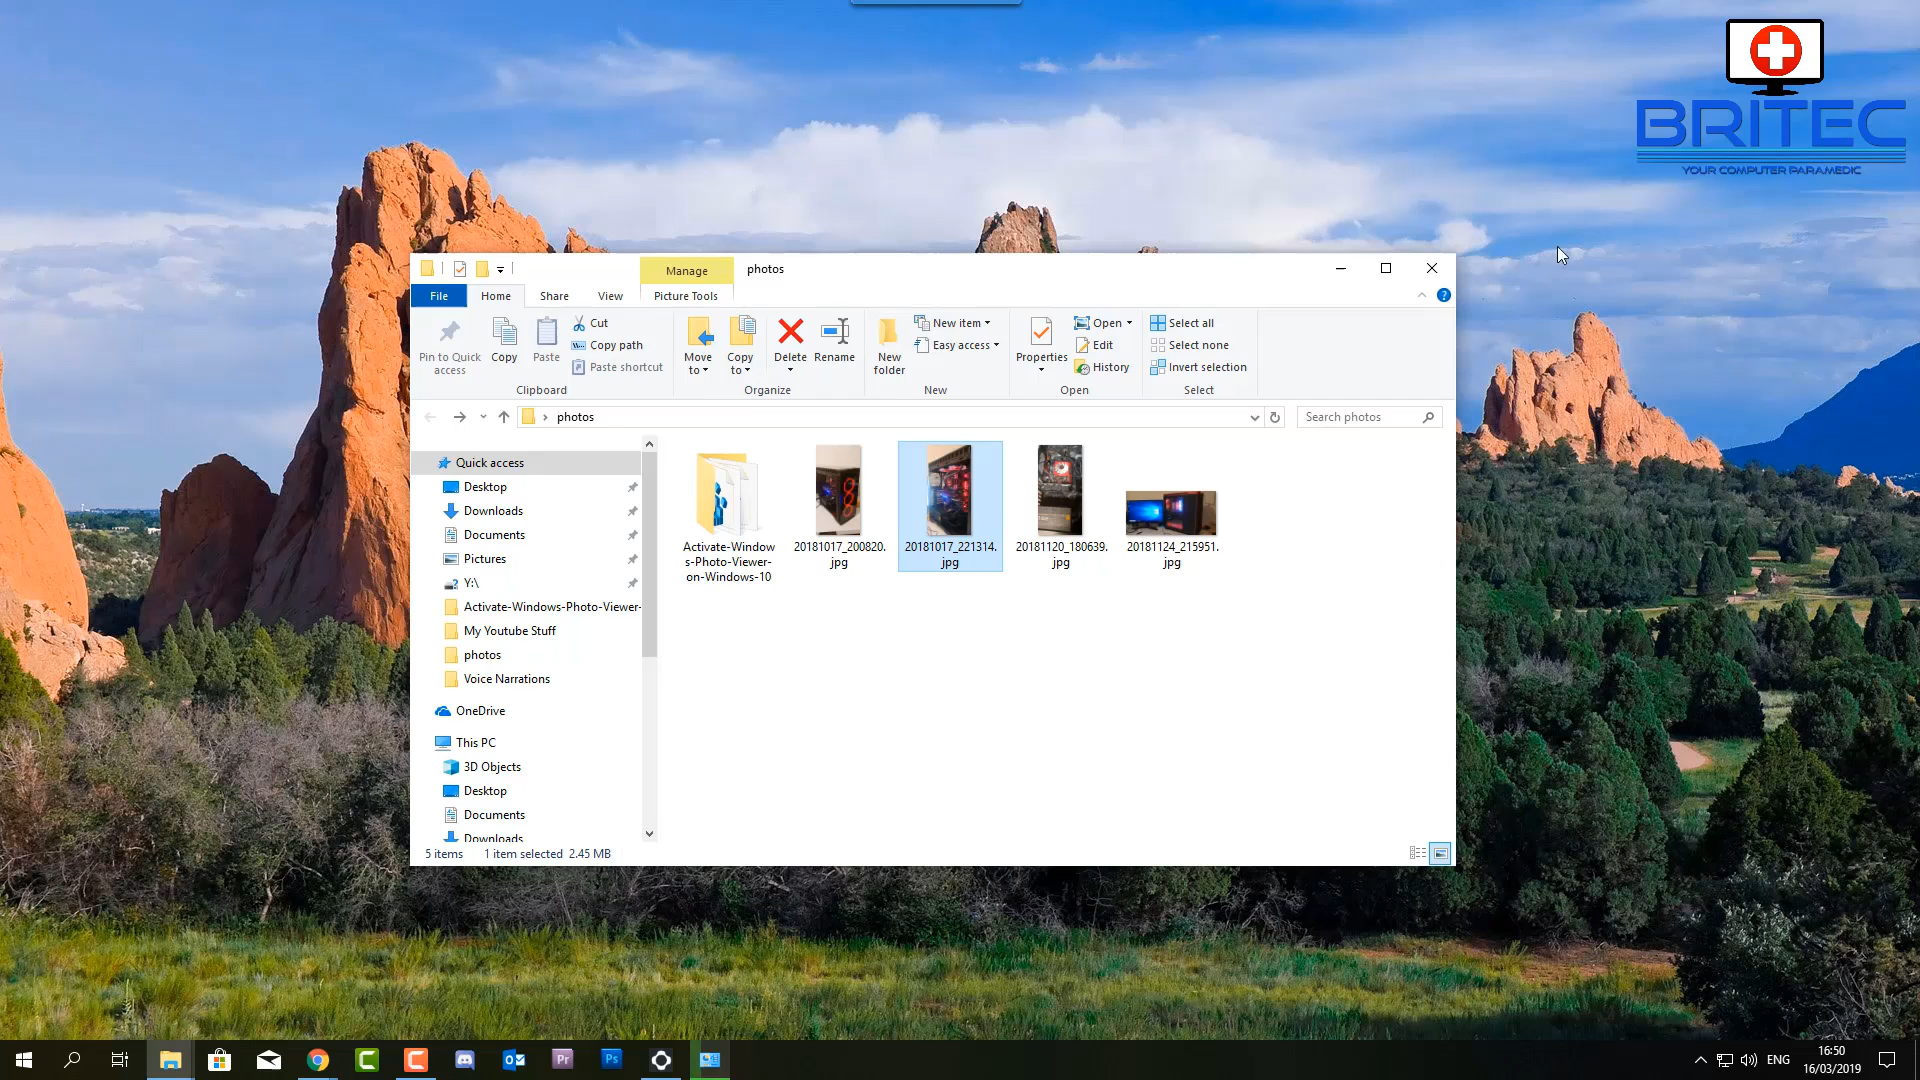 BRITEC
YOUR COMPUTER PARAMEDIC
Manage
photos
File
Home
Share
View
Picture Tools
Pin to Quick access
Copy
Paste
Cut
Copy path
Paste shortcut
Clipboard
Move to
Copy to
Delete
Rename
Organize
New folder
New item
Easy access
New
Properties
Open
Edit
History
Open
Select all
Select none
Invert selection
Select
photos
Search photos
Quick access
Desktop
Downloads
Documents
Pictures
Y:\
Activate-Windows-Photo-Viewer-
My Youtube Stuff
photos
Voice Narrations
OneDrive
This PC
3D Objects
Desktop
Documents
Downloads
Activate-Window
s-Photo-Viewer-
on-Windows-10
20181017_200820.
jpg
20181017_221314.
jpg
20181120_180639.
jpg
20181124_215951.
jpg
5 items
1 item selected 2.45 MB
Pr
Ps
ENG
16:50
16/03/2019